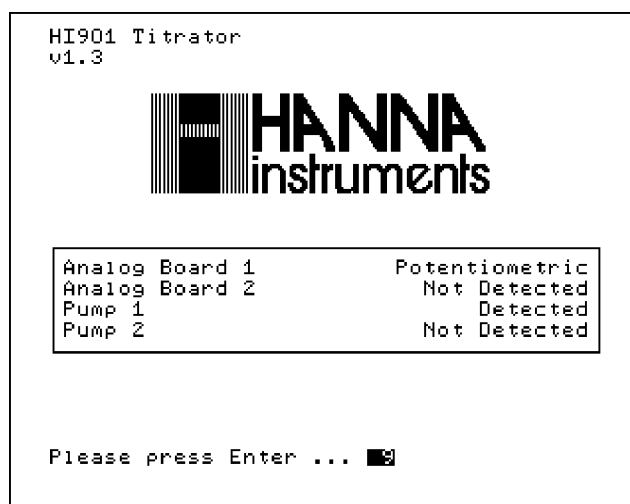 HI901 Titrator
v1.3
HANNA
instruments
Analog Board 1 Potentiometric
Analog Board 2 Not Detected
Pump 1 Detected
Pump 2 Not Detected
Please press Enter ... 9